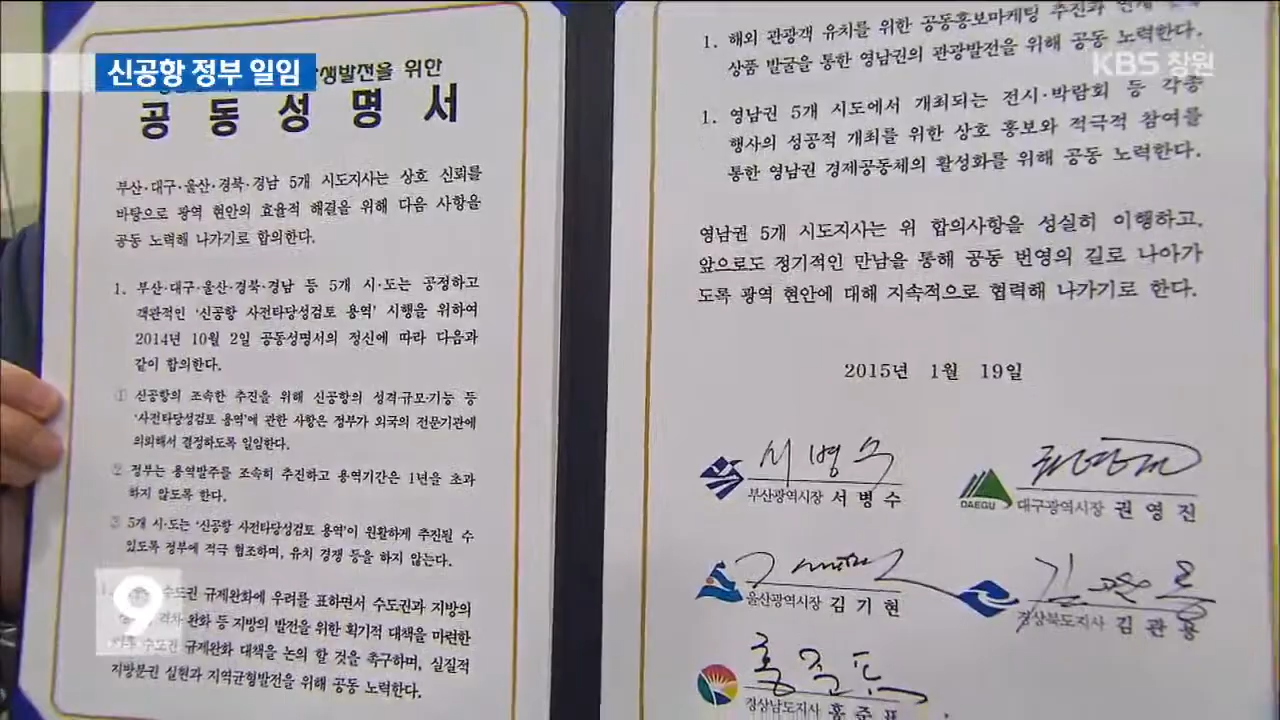 신공항 정부 일임
생발전을 위한
공동성명서
부산·대구·울산·경북·경남 5개 시도지사는 상호 신뢰를
바탕으로 광역 현안의 효율적 해결을 위해 다음 사항을
공동 노력해 나가기로 합의한다.
1. 부산·대구·울산·경북·경남 등 5개 시·도는 공정하고
객관적인 '신공항 사전타당성검토 용역' 시행을 위하여
2014년 10월 2일 공동성명서의 정신에 따라 다음과
같이 합의한다.
① 신공항의 조속한 추진을 위해 신공항의 성격·규모·기능 등
'사전타당성검토 용역'에 관한 사항은 정부가 외국의 전문기관에
의뢰해서 결정하도록 일임한다.
② 정부는 용역발주를 조속히 추진하고 용역기간은 1년을 초과
하지 않도록 한다.
③ 5개 시·도는 '신공항 사전타당성검토 용역'이 원활하게 추진될 수
있도록 정부에 적극 협조하며, 유치 경쟁 등을 하지 않는다.
수도권 규제완화에 우려를 표하면서 수도권과 지방의
격차 완화 등 지방의 발전을 위한 획기적 대책을 마련한
수도권 규제완화 대책을 논의 할 것을 촉구하며, 실질적
지방분권 실현과 지역균형발전을 위해 공동 노력한다.
9
1. 해외 관광객 유치를 위한 공동홍보마케팅 추진과
상품 발굴을 통한 영남권의 관광발전을 위해 공동 노력한다.
KBS 창원
1. 영남권 5개 시도에서 개최되는 전시·박람회 등 각종
행사의 성공적 개최를 위한 상호 홍보와 적극적 참여를
통한 영남권 경제공동체의 활성화를 위해 공동 노력한다.
영남권 5개 시도지사는 위 합의사항을 성실히 이행하고,
앞으로도 정기적인 만남을 통해 공동 번영의 길로 나아가
도록 광역 현안에 대해 지속적으로 협력해 나가기로 한다.
2015년 1월 19일
서병수
부산광역시장 서병수
권영진
DAEGU 대구광역시장 권영진
울산광역시장 김기현
김관용
경상북도지사 김관용
홍준표
경상남도지사 홍준표